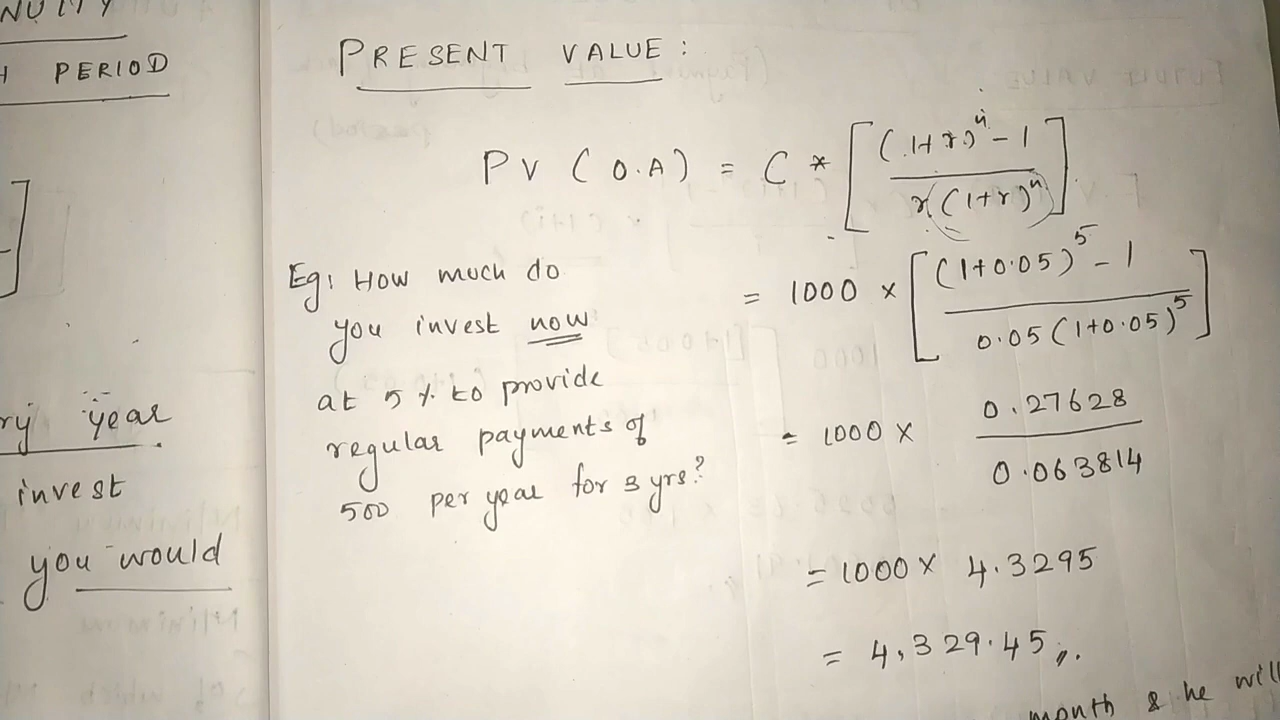 NUITY
H PERIOD
]
ry year
invest
you would
PRESENT VALUE :
PV (O.A) = C * [ (1+r)^n - 1 / r(1+r)^n ]
Eg: How much do
you invest now
at 5 % to provide
regular payments of
500 per year for 3 yrs?
= 1000 × [ (1+0.05)^5 - 1 / 0.05(1+0.05)^5 ]
= 1000 × 0.27628 / 0.063814
= 1000 × 4.3295
= 4,329.45
month & he will